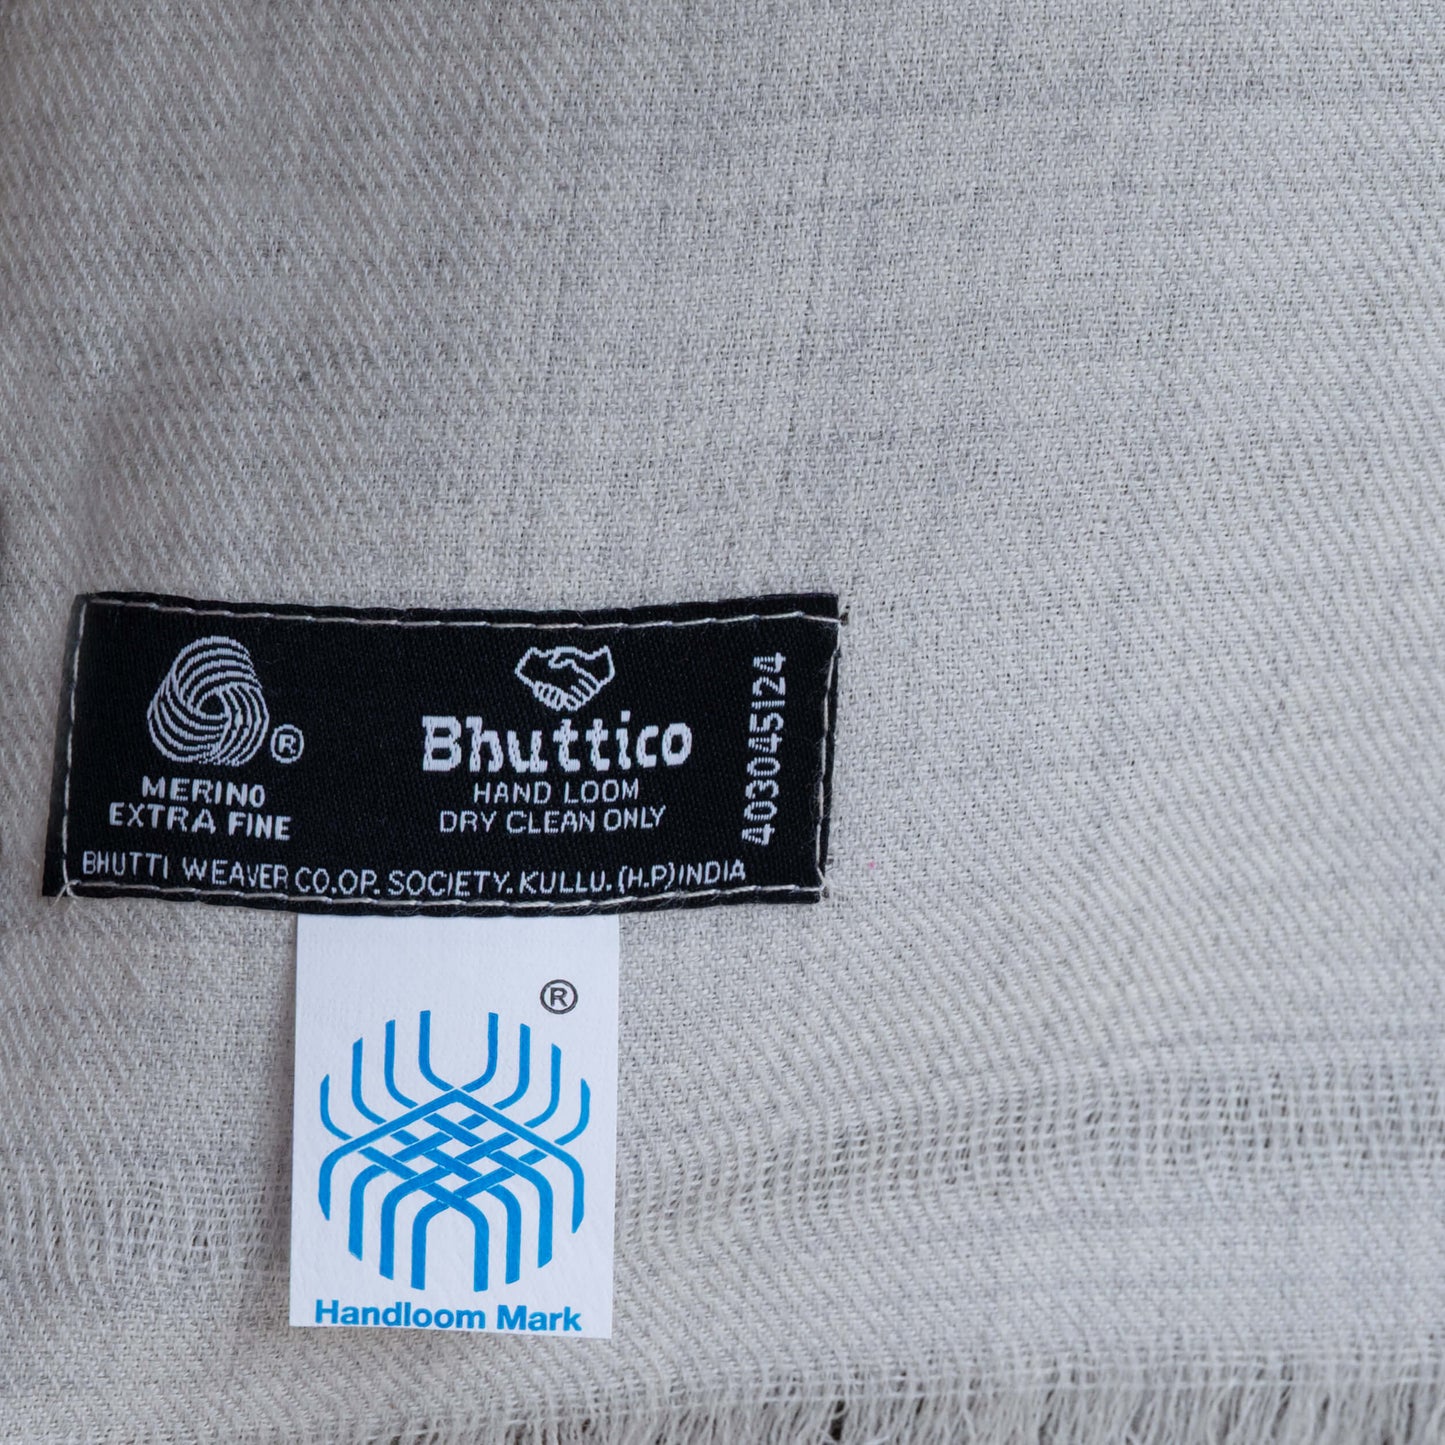 ®
MERINO
EXTRA FINE
Bhuttico
HAND LOOM
DRY CLEAN ONLY
403045124
BHUTTI WEAVER CO.OP. SOCIETY. KULLU. (H.P) INDIA
®
Handloom Mark